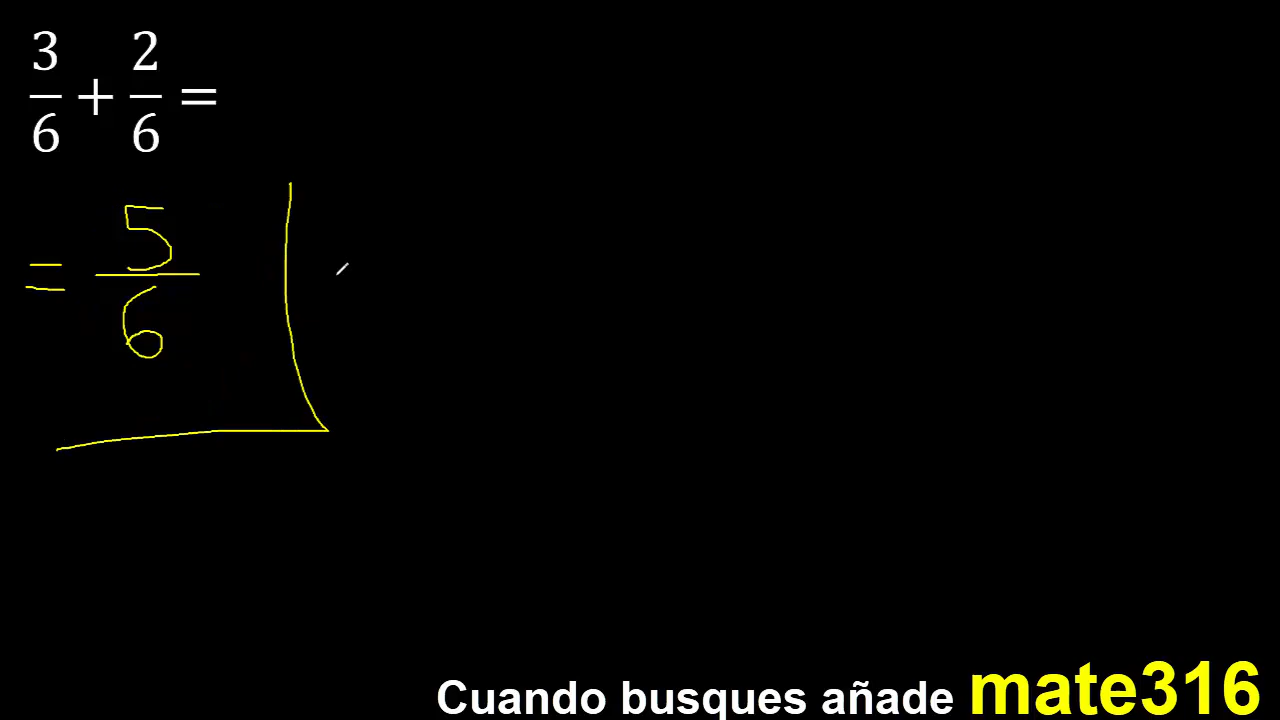 3/6 + 2/6 =
= 5/6
Cuando busques añade mate316